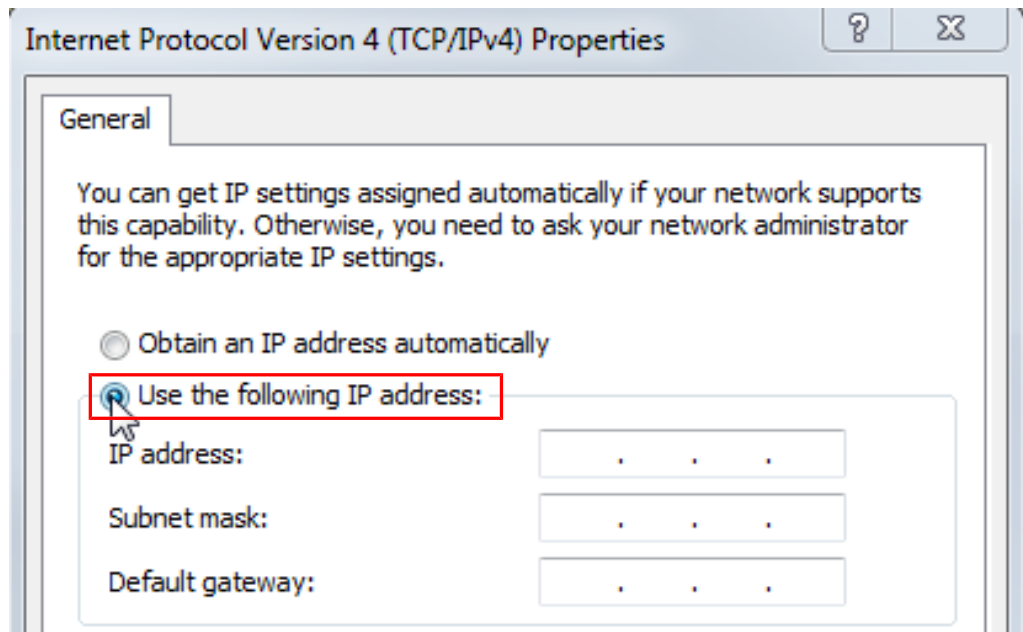 Internet Protocol Version 4 (TCP/IPv4) Properties
General
You can get IP settings assigned automatically if your network supports
this capability. Otherwise, you need to ask your network administrator
for the appropriate IP settings.
Obtain an IP address automatically
Use the following IP address:
IP address:
. . .
Subnet mask:
. . .
Default gateway:
. . .